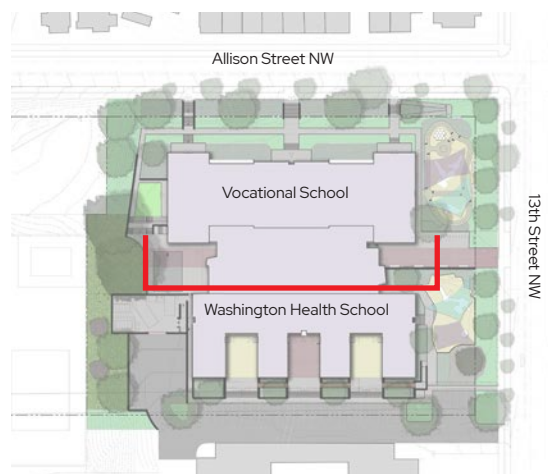 Allison Street NW
Vocational School
13th Street NW
Washington Health School